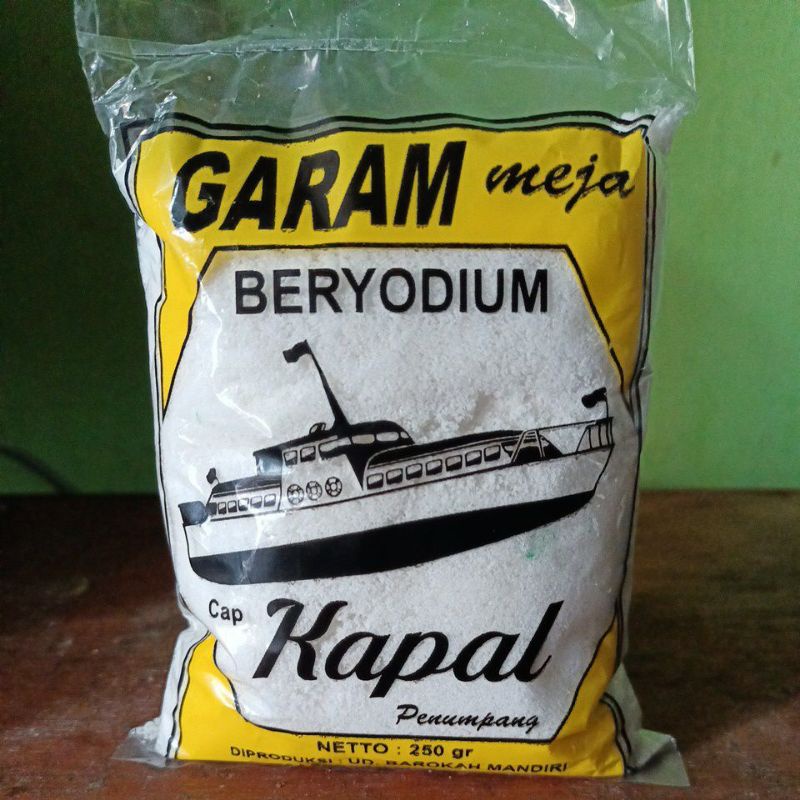 GARAM meja
BERYODIUM
Cap Kapal
Penumpang
NETTO : 250 gr
DIPRODUKSI : UD. BAROKAH MANDIRI